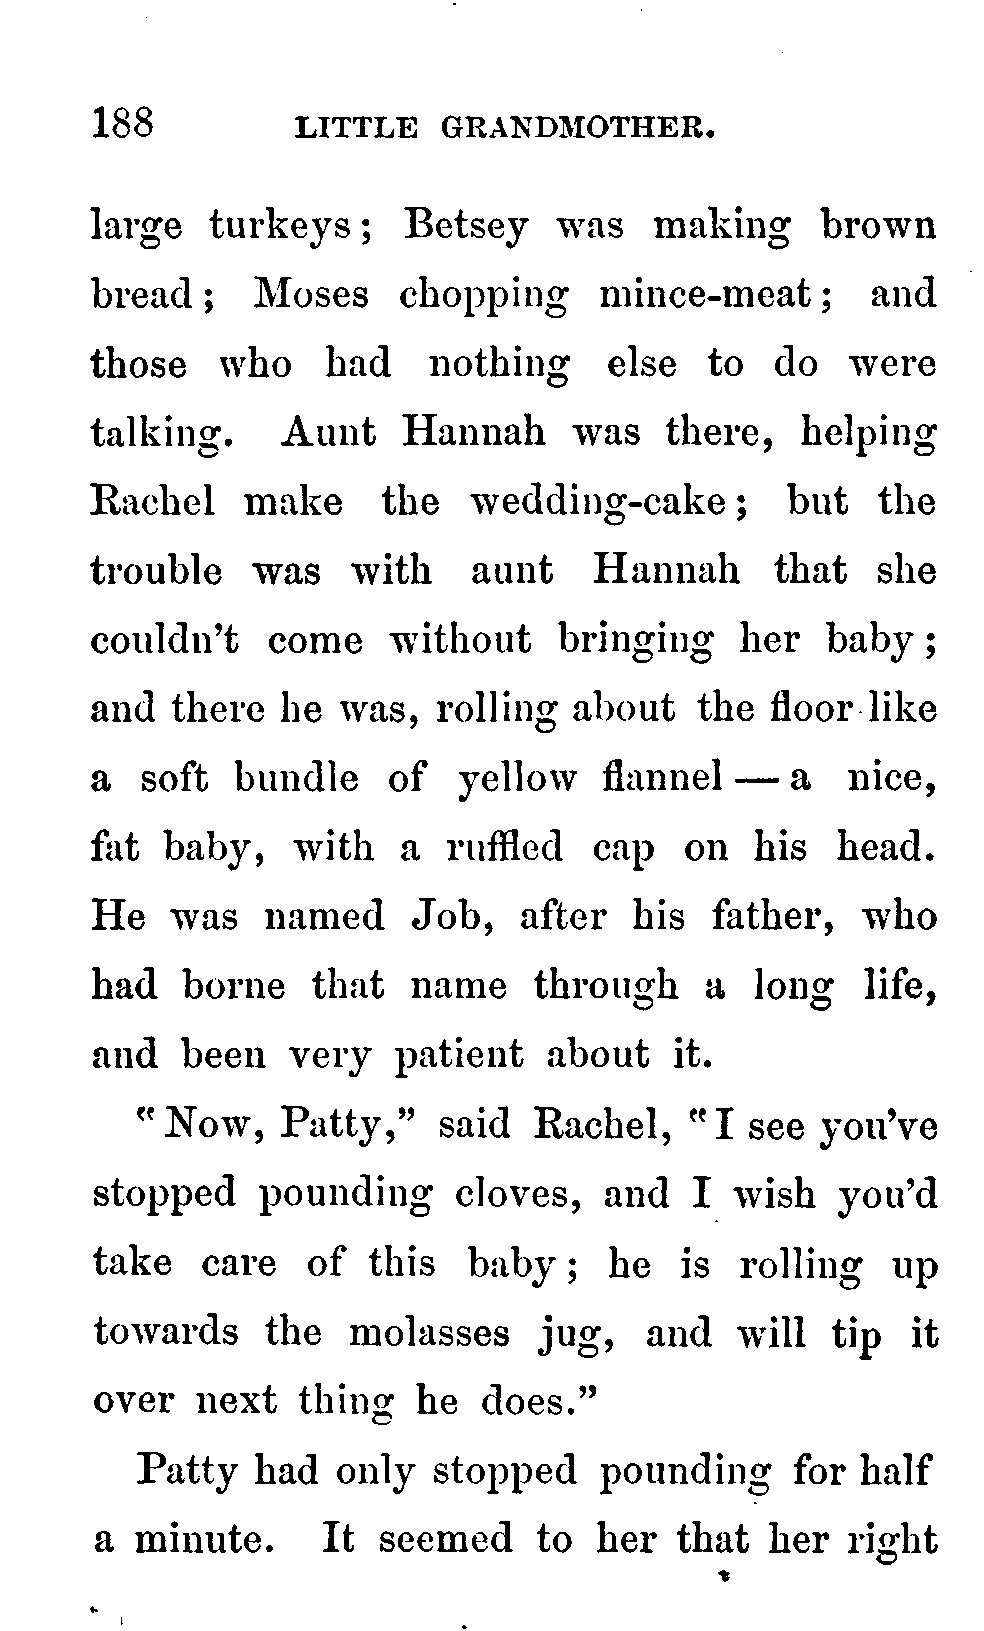 188 LITTLE GRANDMOTHER.
large turkeys; Betsey was making brown
bread; Moses chopping mince-meat; and
those who had nothing else to do were
talking. Aunt Hannah was there, helping
Rachel make the wedding-cake; but the
trouble was with aunt Hannah that she
couldn't come without bringing her baby;
and there he was, rolling about the floor like
a soft bundle of yellow flannel — a nice,
fat baby, with a ruffled cap on his head.
He was named Job, after his father, who
had borne that name through a long life,
and been very patient about it.
"Now, Patty," said Rachel, "I see you've
stopped pounding cloves, and I wish you'd
take care of this baby; he is rolling up
towards the molasses jug, and will tip it
over next thing he does."
Patty had only stopped pounding for half
a minute. It seemed to her that her right